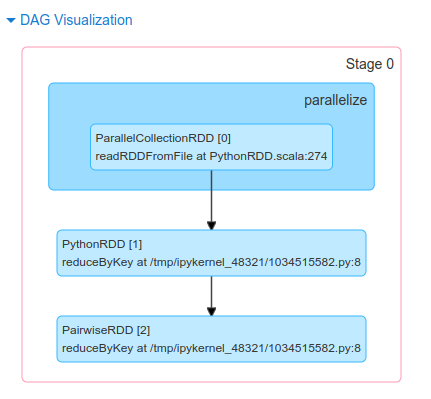 DAG Visualization
Stage 0
parallelize
ParallelCollectionRDD [0]
readRDDFromFile at PythonRDD.scala:274
PythonRDD [1]
reduceByKey at /tmp/ipykernel_48321/1034515582.py:8
PairwiseRDD [2]
reduceByKey at /tmp/ipykernel_48321/1034515582.py:8